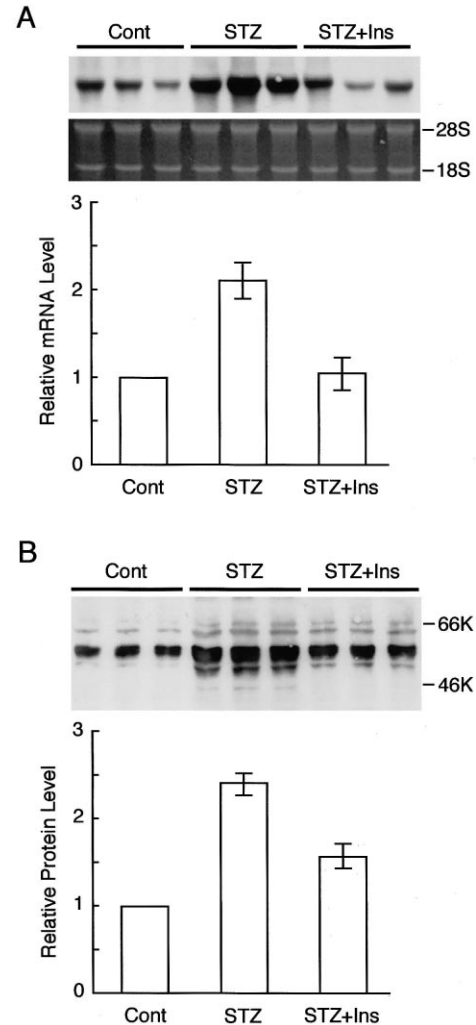 A
Cont STZ STZ+Ins
28S
18S
3
2
1
0
Relative mRNA Level
Cont STZ STZ+Ins
B
Cont STZ STZ+Ins
66K
46K
3
2
1
0
Relative Protein Level
Cont STZ STZ+Ins